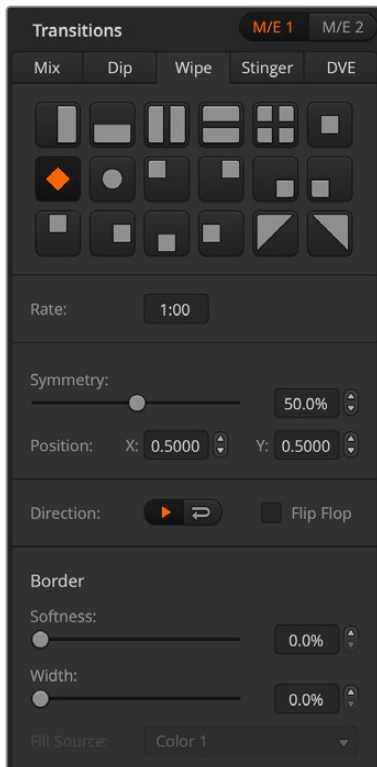 Transitions M/E 1 M/E 2
Mix Dip Wipe Stinger DVE
Rate: 1:00
Symmetry:
50.0%
Position: X: 0.5000 Y: 0.5000
Direction: Flip Flop
Border
Softness:
0.0%
Width:
0.0%
Fill Source: Color 1